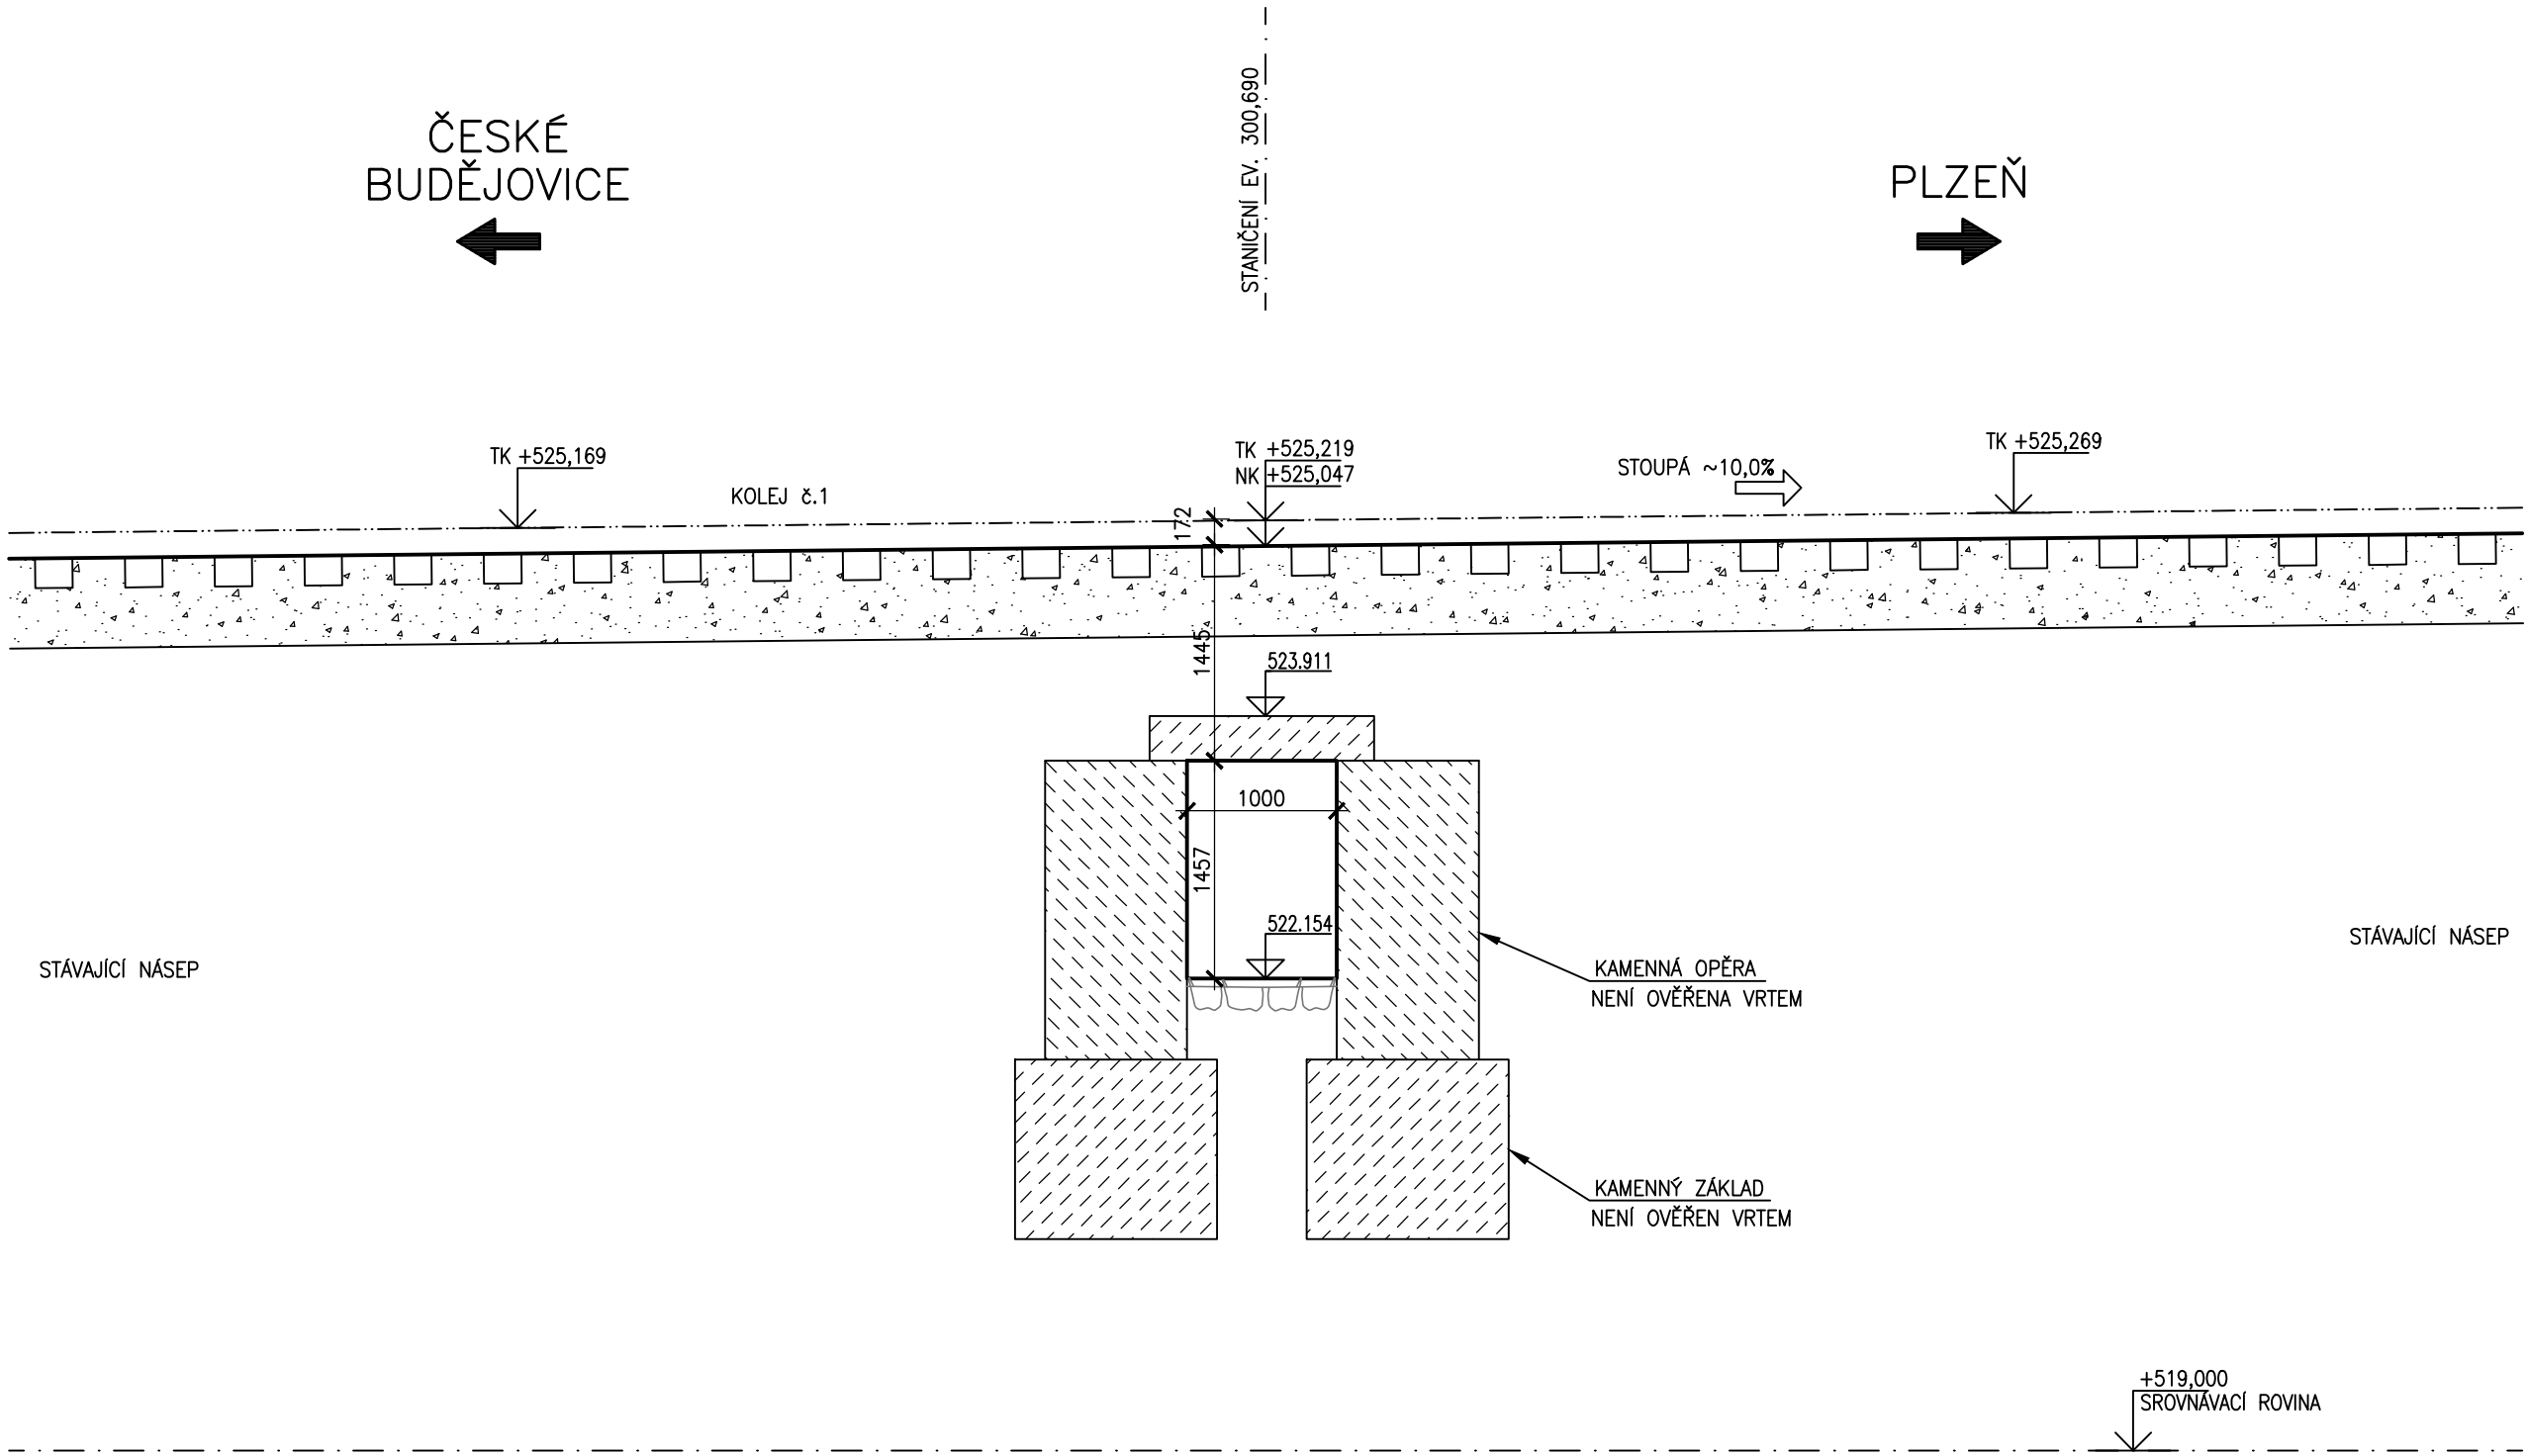 STANIČENÍ EV. 300,690
ČESKÉ
BUDĚJOVICE
PLZEŇ
TK +525,169
KOLEJ č.1
TK +525,219
NK +525,047
STOUPÁ ~10,0%
TK +525,269
172
1445
523.911
1000
1457
522.154
STÁVAJÍCÍ NÁSEP
STÁVAJÍCÍ NÁSEP
KAMENNÁ OPĚRA
NENÍ OVĚŘENA VRTEM
KAMENNÝ ZÁKLAD
NENÍ OVĚŘEN VRTEM
+519,000
SROVNÁVACÍ ROVINA